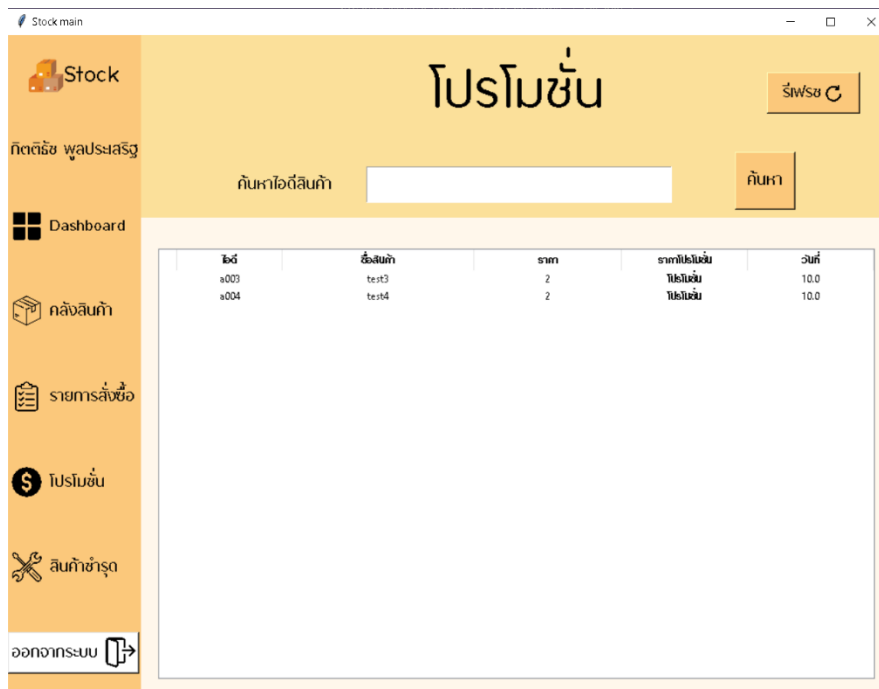 Stock main
Stock
โปรโมชั่น
รีเฟรช
กิตติธัช พูลประเสริฐ
ค้นหาไอดีสินค้า
ค้นหา
Dashboard
คลังสินค้า
รายการสั่งซื้อ
โปรโมชั่น
สินค้าชำรุด
ออกจากระบบ
ไอดี ชื่อสินค้า ราคา ราคาโปรโมชั่น วันที่
a003 test3 2 โปรโมชั่น 10.0
a004 test4 2 โปรโมชั่น 10.0